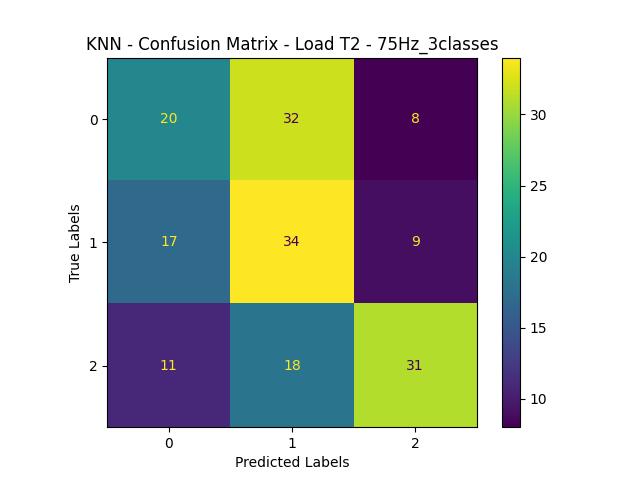 KNN - Confusion Matrix - Load T2 - 75Hz_3classes
True Labels
0 20 32 8
1 17 34 9
2 11 18 31
0 1 2
Predicted Labels
30
25
20
15
10